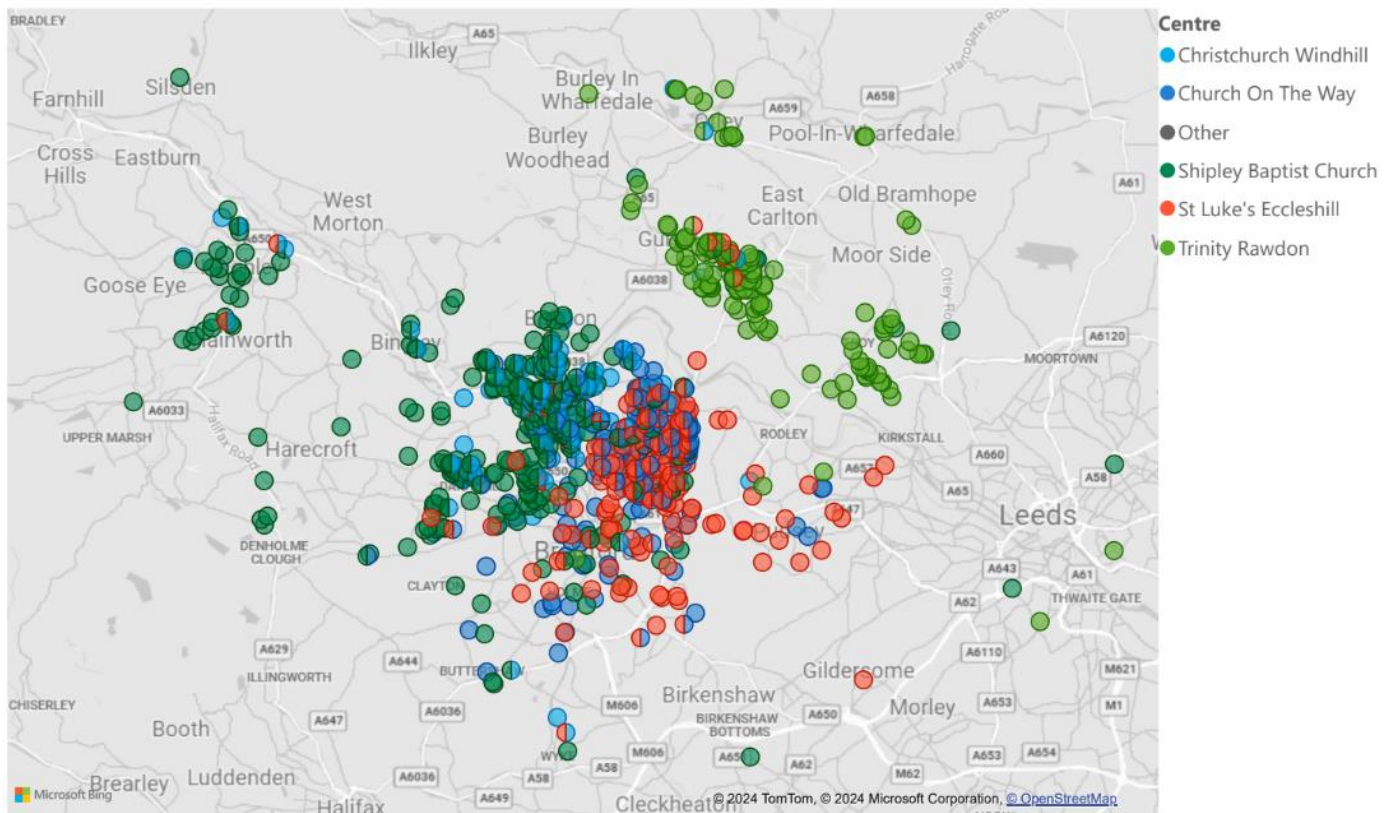 BRADLEY
A65
Ilkley
Silsden
Farnhill
Burley In
Wharfedale
A659
A658
Pool-In-Wharfedale
Burley
Woodhead
Cross
Hills
Eastburn
A61
West
Morton
East
Carlton
Old Bramhope
Moor Side
Goose Eye
A6038
Otley Ro
A6120
MOORTOWN
A6033
UPPER MARSH
Halifax Road
Harecroft
RODLEY
KIRKSTALL
A660
A58
A65
Leeds
DENHOLME
CLOUGH
CLAYTON
A643
A61
A62
THWAITE GATE
A629
A644
A6110
M621
ILLINGWORTH
Gildersome
CHISERLEY
A647
A6036
M606
Birkenshaw
BIRKENSHAW
BOTTOMS
A650
Morley
A653
M1
Booth
M606
A62
A653
A654
Brearley
Luddenden
A6036
A58
A58
M62
A649
Halifax
Cleckheaton
Microsoft Bing
© 2024 TomTom, © 2024 Microsoft Corporation, © OpenStreetMap
Centre
Christchurch Windhill
Church On The Way
Other
Shipley Baptist Church
St Luke's Eccleshill
Trinity Rawdon